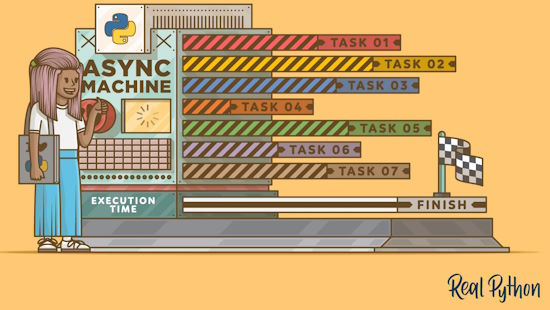 ASYNC
MACHINE
TASK 01
TASK 02
TASK 03
TASK 04
TASK 05
TASK 06
TASK 07
EXECUTION
TIME
FINISH
Real Python